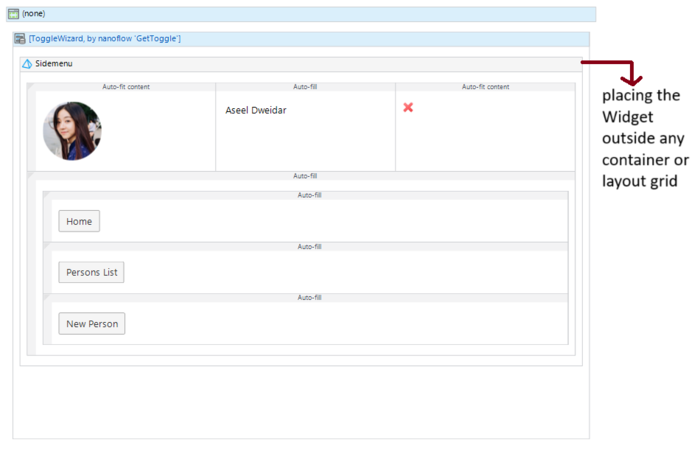 (none)
[ToggleWizard, by nanoflow 'GetToggle']
Sidemenu
Auto-fit content
Auto-fill
Auto-fit content
Aseel Dweidar
Auto-fill
Auto-fill
Home
Auto-fill
Persons List
Auto-fill
New Person
placing the
Widget
outside any
container or
layout grid